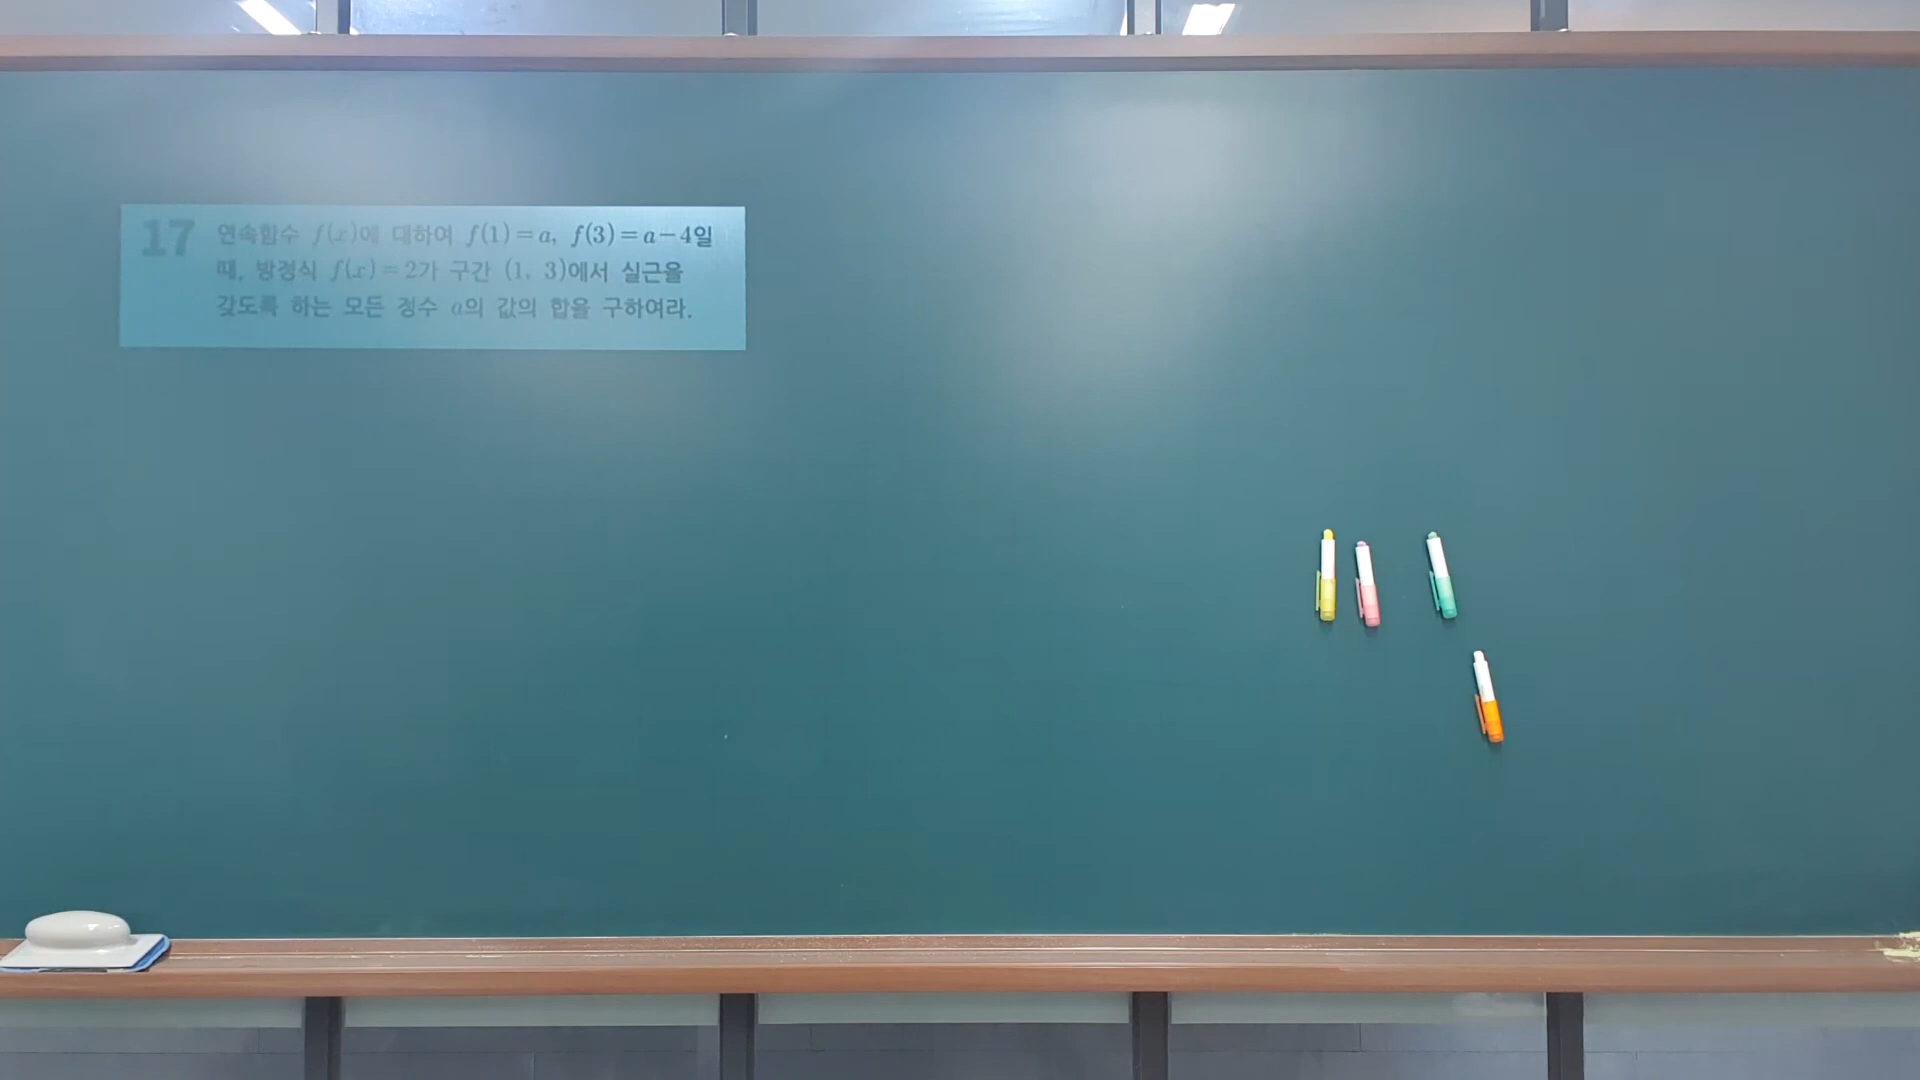 17 연속함수 f(x)에 대하여 f(1)=a, f(3)=a-4일
때, 방정식 f(x)=2가 구간 (1, 3)에서 실근을
갖도록 하는 모든 정수 a의 값의 합을 구하여라.